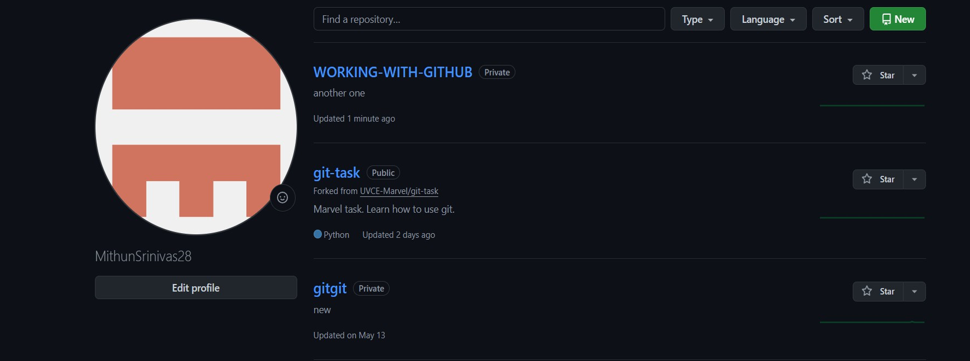 Find a repository...
Type
Language
Sort
New
WORKING-WITH-GITHUB Private
Star
another one
Updated 1 minute ago
git-task Public
Star
Forked from UVCE-Marvel/git-task
Marvel task. Learn how to use git.
Python Updated 2 days ago
MithunSrinivas28
Edit profile
gitgit Private
Star
new
Updated on May 13